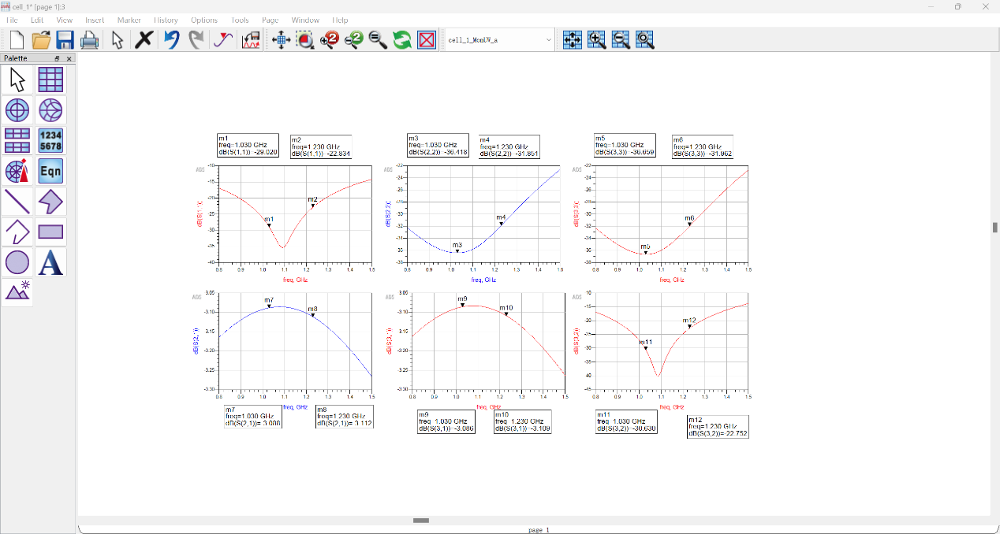 cell_1* [page 1]:3
File Edit View Insert Marker History Options Tools Page Window Help
cell_1_MomUW_a
Palette
1234
5678
Eqn
A
m1
freq=1.030 GHz
dB(S(1,1)) -29.020
m2
freq=1.230 GHz
dB(S(1,1)) -22.834
m3
freq=1.030 GHz
dB(S(2,2)) -36.418
m4
freq=1.230 GHz
dB(S(2,2)) -31.851
m5
freq=1.030 GHz
dB(S(3,3)) -36.659
m6
freq=1.230 GHz
dB(S(3,3)) -31.962
ADS
-10
-15
-20
-25
-30
-35
-40
dB(S(1,1))
m1
m2
0.8 0.9 1.0 1.1 1.2 1.3 1.4 1.5
freq, GHz
ADS
-22
-24
-26
-28
-30
-32
-34
-36
-38
dB(S(2,2))
m3
m4
0.8 0.9 1.0 1.1 1.2 1.3 1.4 1.5
freq, GHz
ADS
-22
-24
-26
-28
-30
-32
-34
-36
-38
dB(S(3,3))
m5
m6
0.8 0.9 1.0 1.1 1.2 1.3 1.4 1.5
freq, GHz
ADS
3.05
-3.10
-3.15
-3.20
-3.25
-3.30
dB(S(2,1))
m7
m8
0.8 0.9 1.0 1.1 1.2 1.3 1.4 1.5
freq, GHz
ADS
3.05
-3.10
-3.15
-3.20
-3.25
-3.30
dB(S(3,1))
m9
m10
0.8 0.9 1.0 1.1 1.2 1.3 1.4 1.5
freq, GHz
ADS
10
-15
-20
-25
-30
-35
40
-45
dB(S(3,2))
m11
m12
0.8 0.9 1.0 1.1 1.2 1.3 1.4 1.5
freq, GHz
m7
freq=1.030 GHz
dB(S(2,1))= 3.088
m8
freq=1.230 GHz
dB(S(2,1))= 3.112
m9
freq 1.030 GHz
dB(S(3,1)) -3.086
m10
freq 1.230 GHz
dB(S(3,1)) -3.109
m11
freq 1.030 GHz
dB(S(3,2)) -30.630
m12
freq=1.230 GHz
dB(S(3,2))=-22.752
page 1